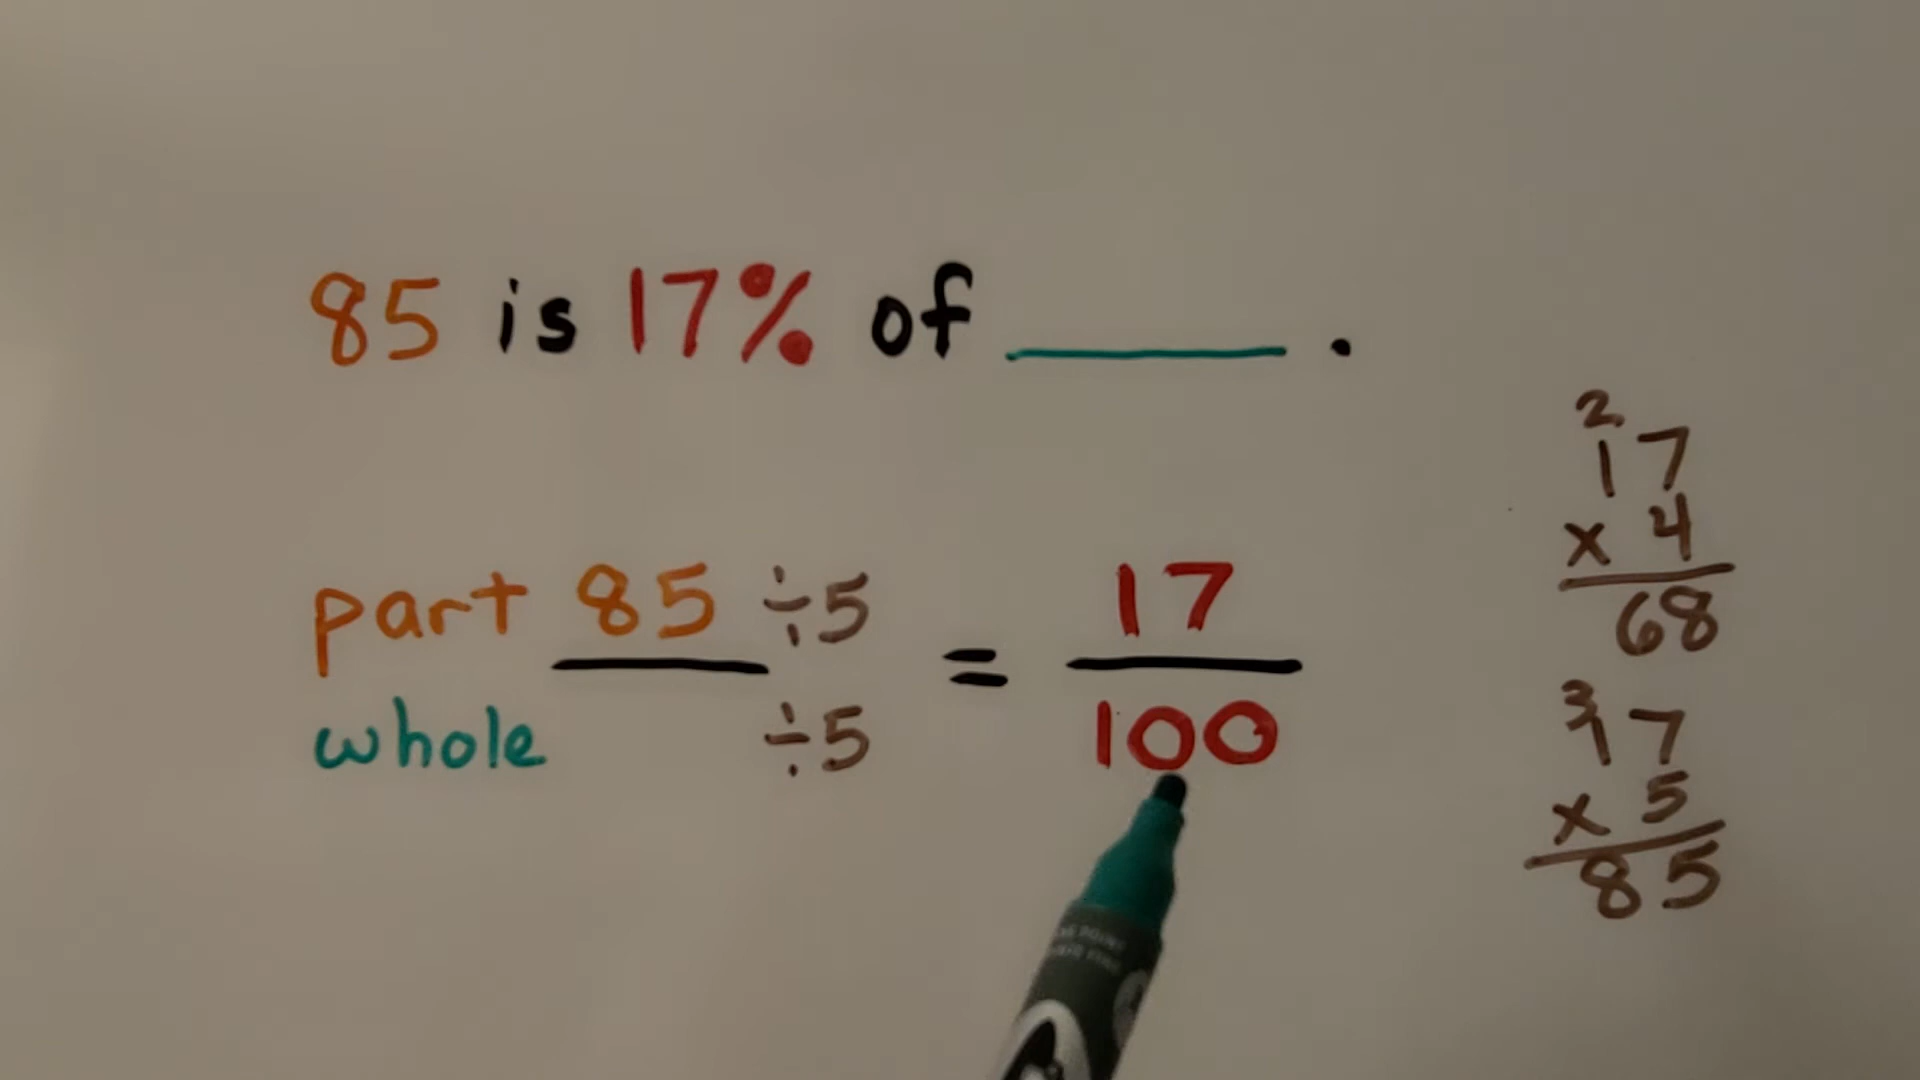 85 is 17% of ______ .
part 85 ÷5 = 17
whole ÷5 100
2
17
x 4
68
3
17
x 5
85